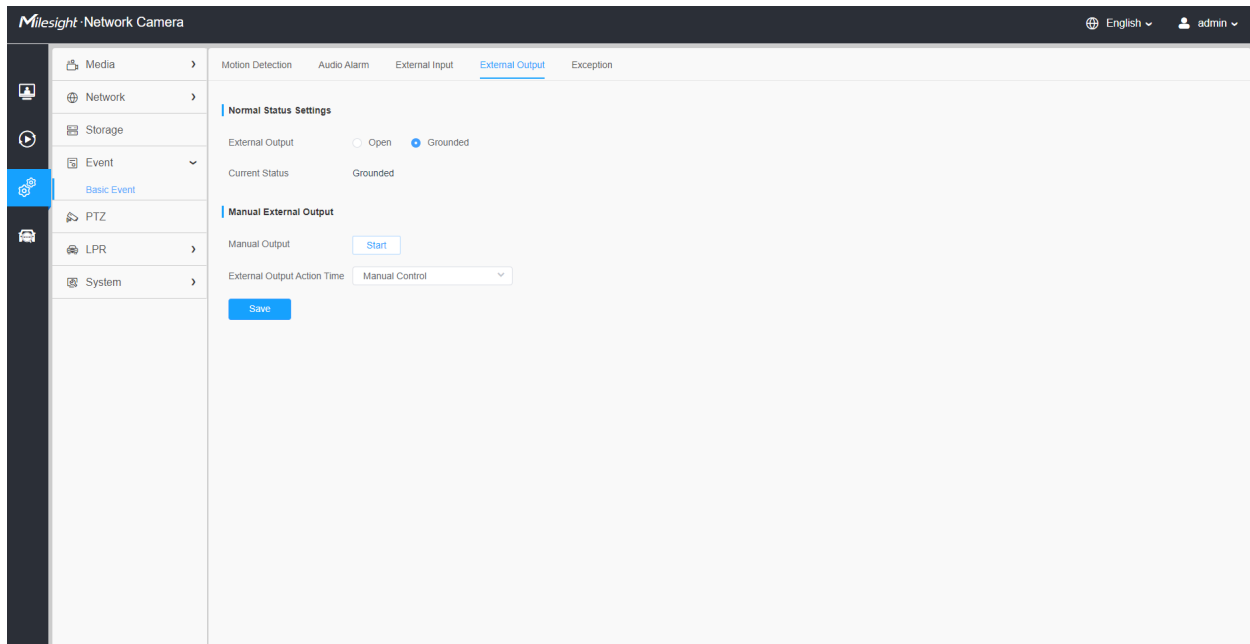 Milesight · Network Camera
English
admin
Media
Network
Storage
Event
Basic Event
PTZ
LPR
System
Motion Detection
Audio Alarm
External Input
External Output
Exception
Normal Status Settings
External Output
Open
Grounded
Current Status
Grounded
Manual External Output
Manual Output
Start
External Output Action Time
Manual Control
Save